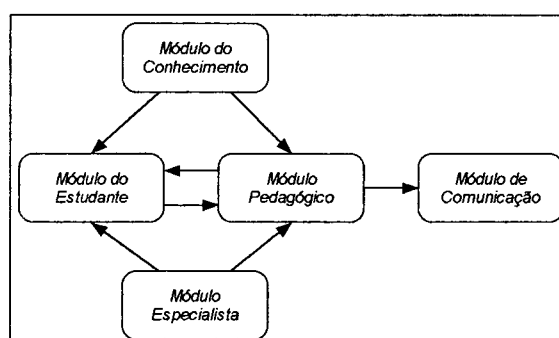 Módulo do
Conhecimento
Módulo do
Estudante
Módulo
Pedagógico
Módulo de
Comunicação
Módulo
Especialista